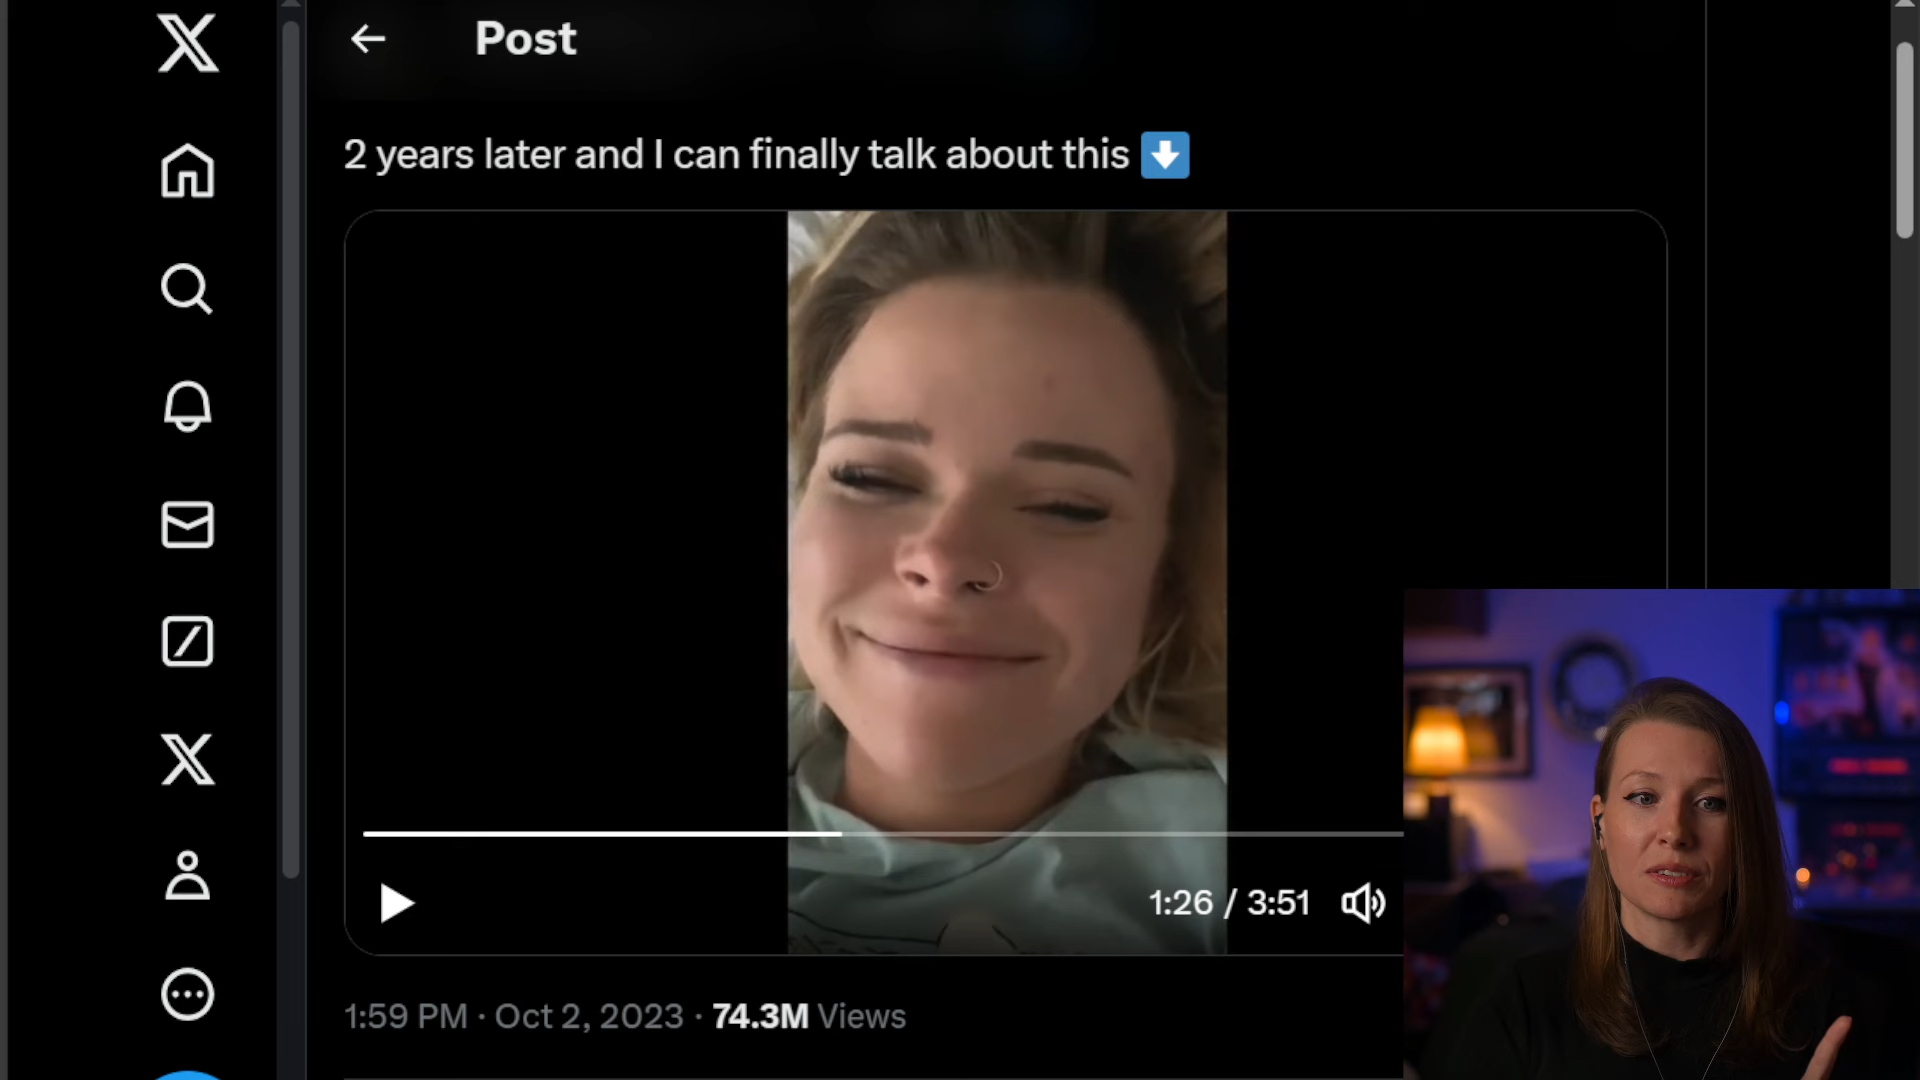 Post
2 years later and I can finally talk about this ⬇️
1:26 / 3:51
1:59 PM · Oct 2, 2023 · 74.3M Views